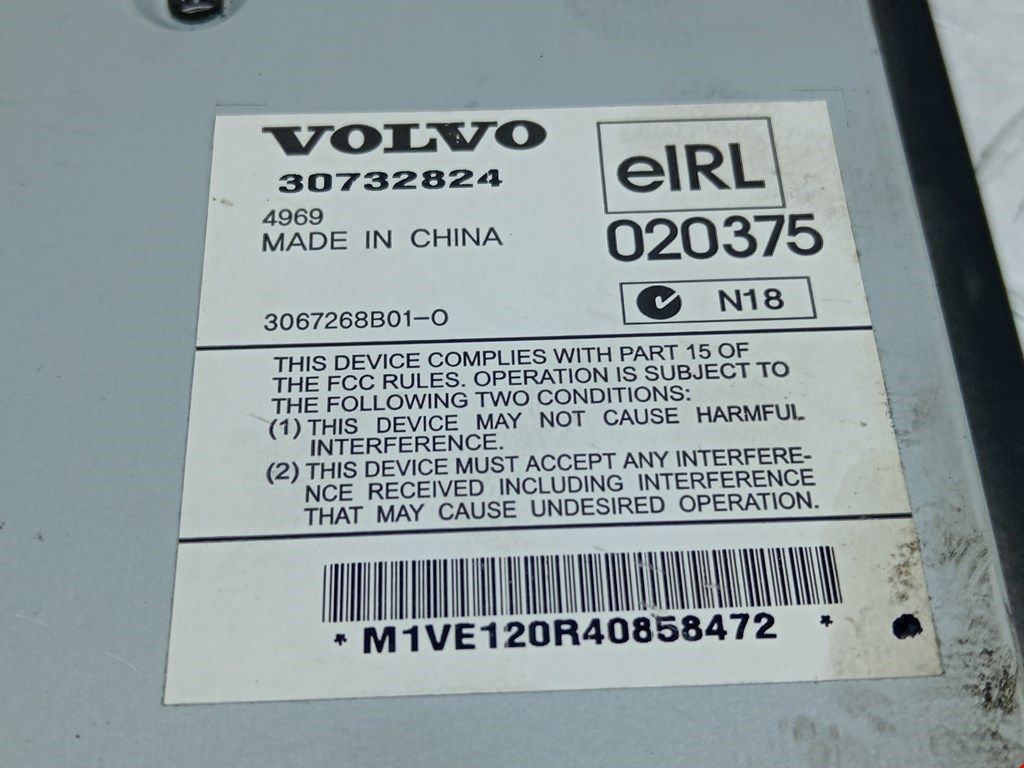 VOLVO
30732824
4969
MADE IN CHINA
3067268B01-O
eIRL
020375
N18
THIS DEVICE COMPLIES WITH PART 15 OF
THE FCC RULES. OPERATION IS SUBJECT TO
THE FOLLOWING TWO CONDITIONS:
(1) THIS DEVICE MAY NOT CAUSE HARMFUL
INTERFERENCE.
(2) THIS DEVICE MUST ACCEPT ANY INTERFERE-
NCE RECEIVED INCLUDING INTERFERENCE
THAT MAY CAUSE UNDESIRED OPERATION.
* M1VE120R40858472 *